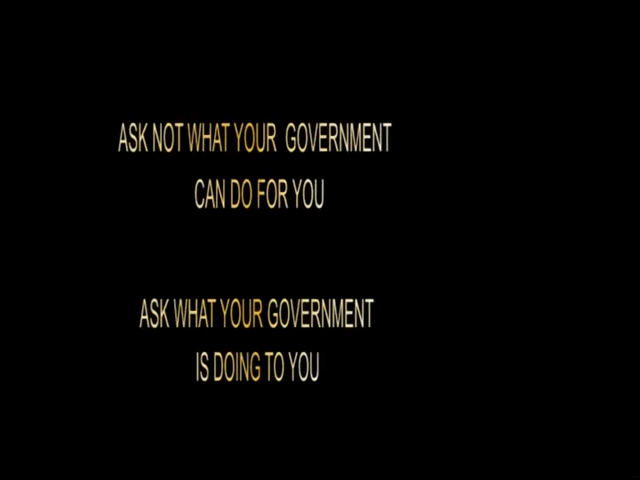 ASK NOT WHAT YOUR GOVERNMENT
CAN DO FOR YOU
ASK WHAT YOUR GOVERNMENT
IS DOING TO YOU